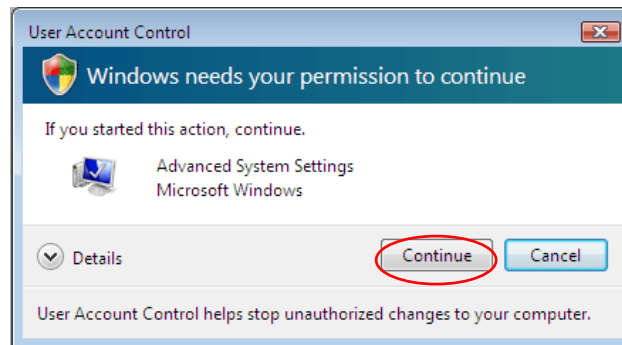 User Account Control
Windows needs your permission to continue
If you started this action, continue.
Advanced System Settings
Microsoft Windows
Details
Continue
Cancel
User Account Control helps stop unauthorized changes to your computer.